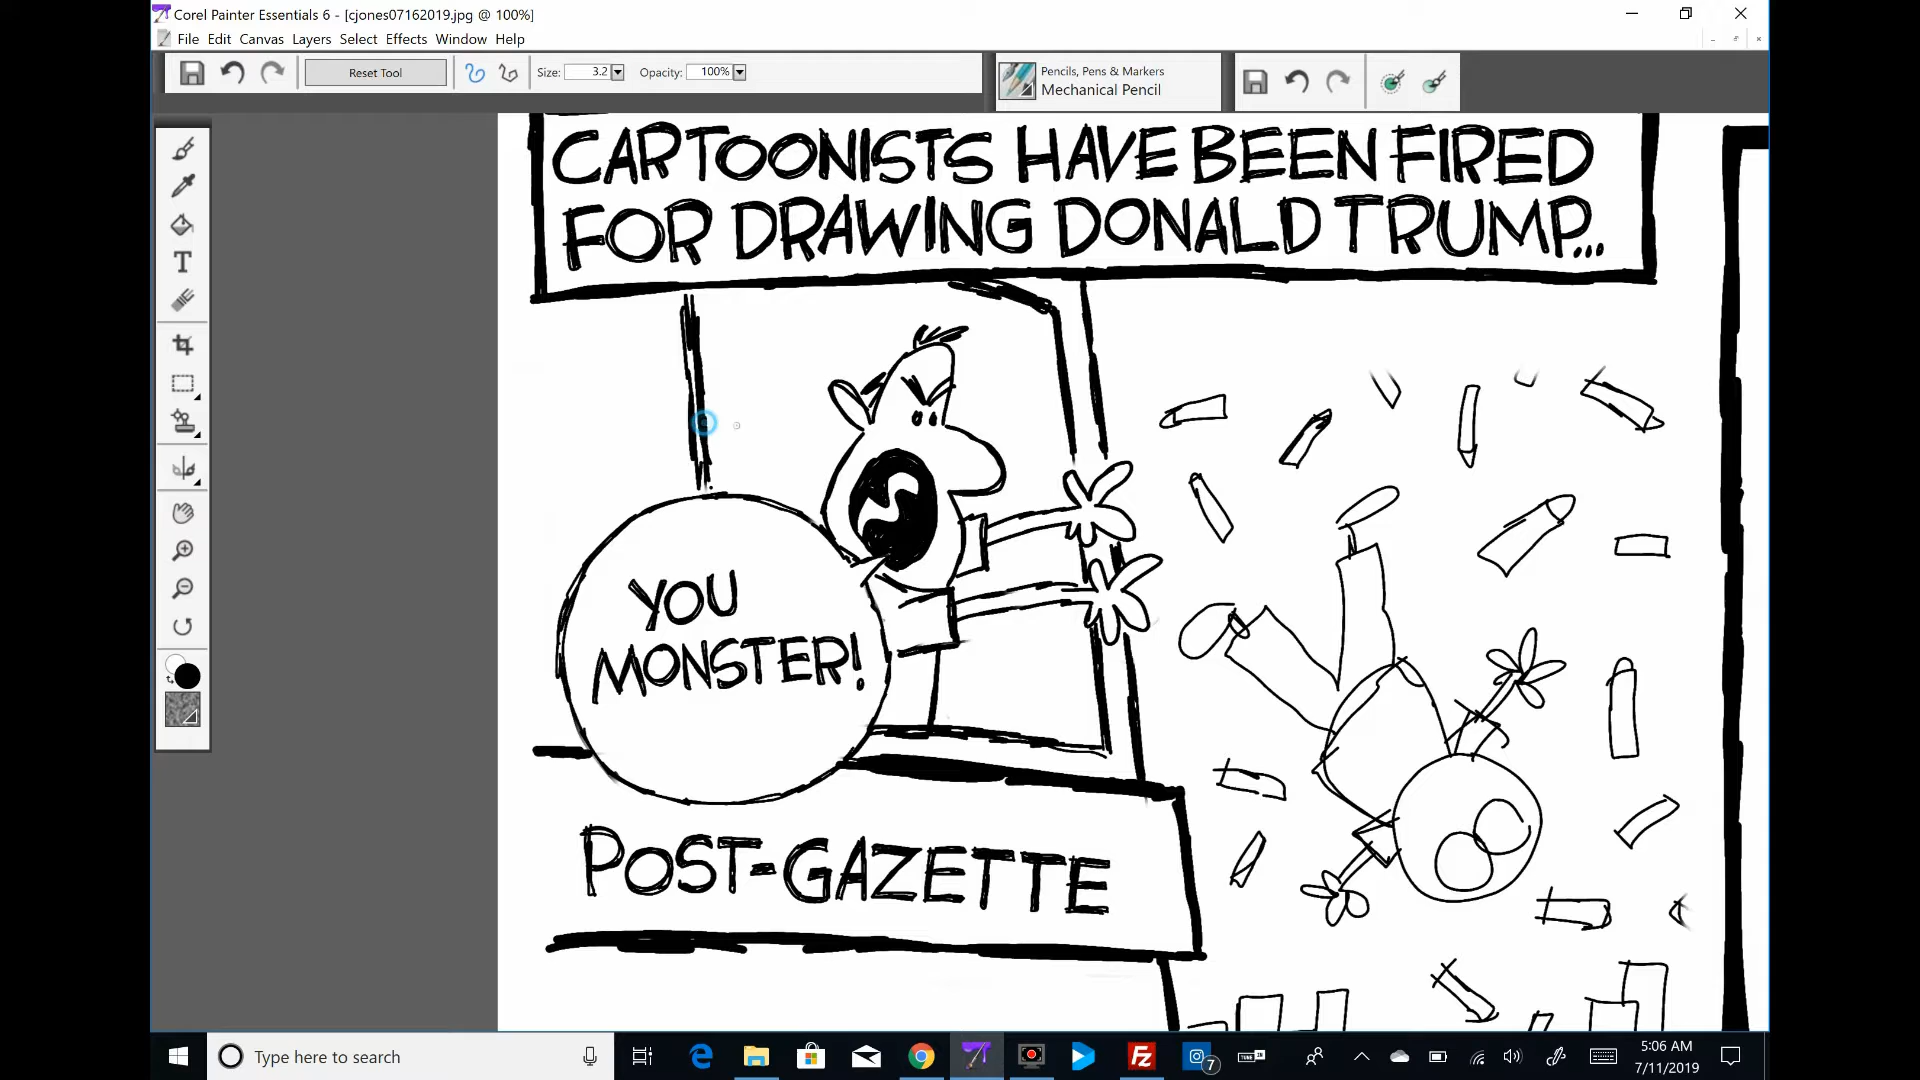 Corel Painter Essentials 6 - [cjones07162019.jpg @ 100%]
File Edit Canvas Layers Select Effects Window Help
Reset Tool Size: 3.2 Opacity: 100% Pencils, Pens & Markers
Mechanical Pencil
CARTOONISTS HAVE BEEN FIRED
FOR DRAWING DONALD TRUMP...
YOU
MONSTER!
POST-GAZETTE
Type here to search
7
5:06 AM
7/11/2019